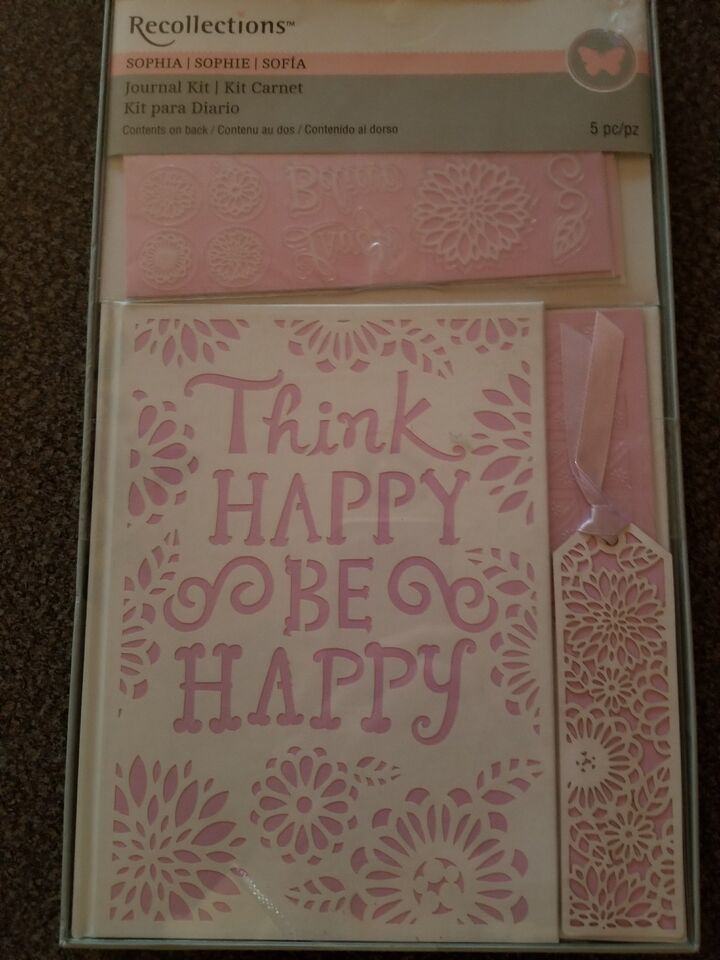 Recollections™
SOPHIA | SOPHIE | SOFÍA
Journal Kit | Kit Carnet
Kit para Diario
Contents on back / Contenu au dos / Contenido al dorso
5 pc/pz
Think
HAPPY
BE
HAPPY